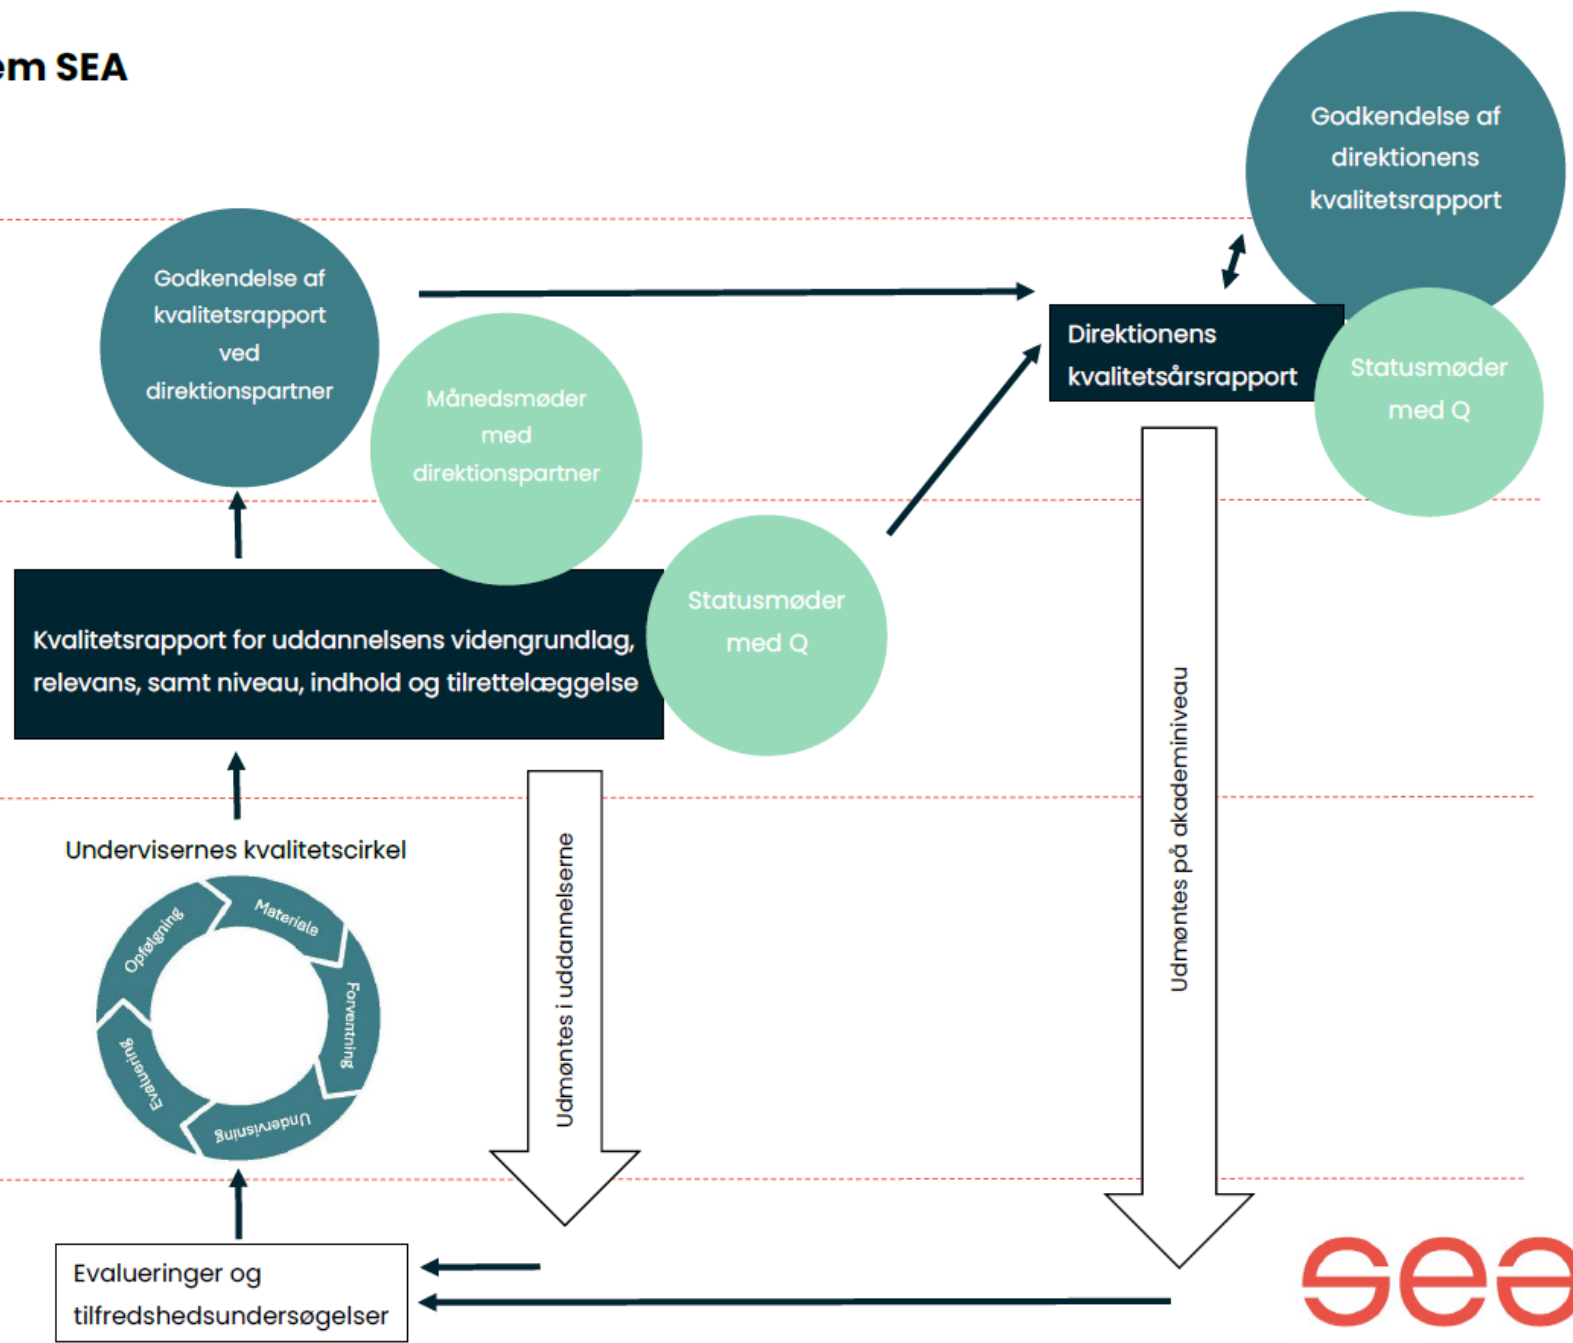 em SEA
Godkendelse af
direktionens
kvalitetsrapport
Godkendelse af
kvalitetsrapport
ved
direktionspartner
Direktionens
kvalitetsårsrapport
Statusmøder
med Q
Månedsmøder
med
direktionspartner
Statusmøder
med Q
Kvalitetsrapport for uddannelsens videngrundlag,
relevans, samt niveau, indhold og tilrettelæggelse
Undervisernes kvalitetscirkel
Materiale
Forventning
Undervisning
Evaluering
Opfølgning
Udmøntes i uddannelserne
Udmøntes på akademiniveau
Evalueringer og
tilfredshedsundersøgelser
sea